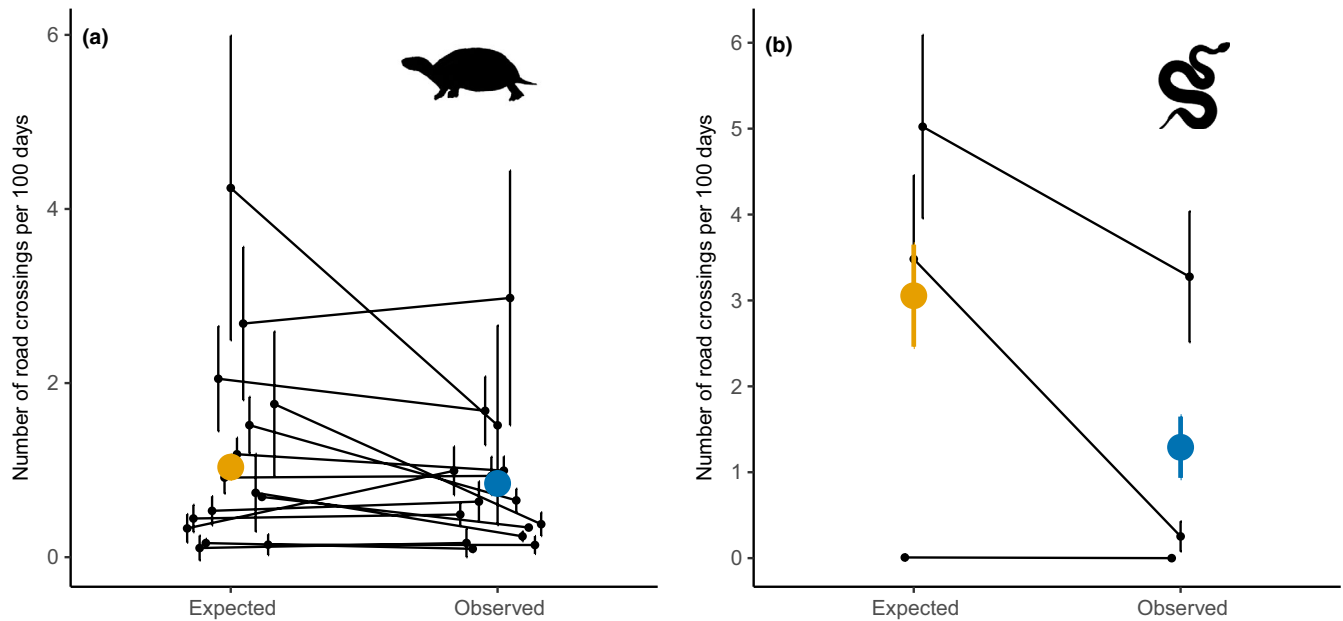 (a)
Number of road crossings per 100 days
6
4
2
0
Expected
Observed
(b)
Number of road crossings per 100 days
6
5
4
3
2
1
0
Expected
Observed